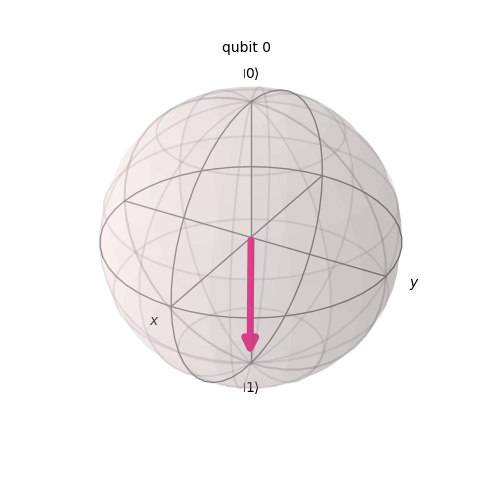 qubit 0
|0⟩
y
x
|1⟩